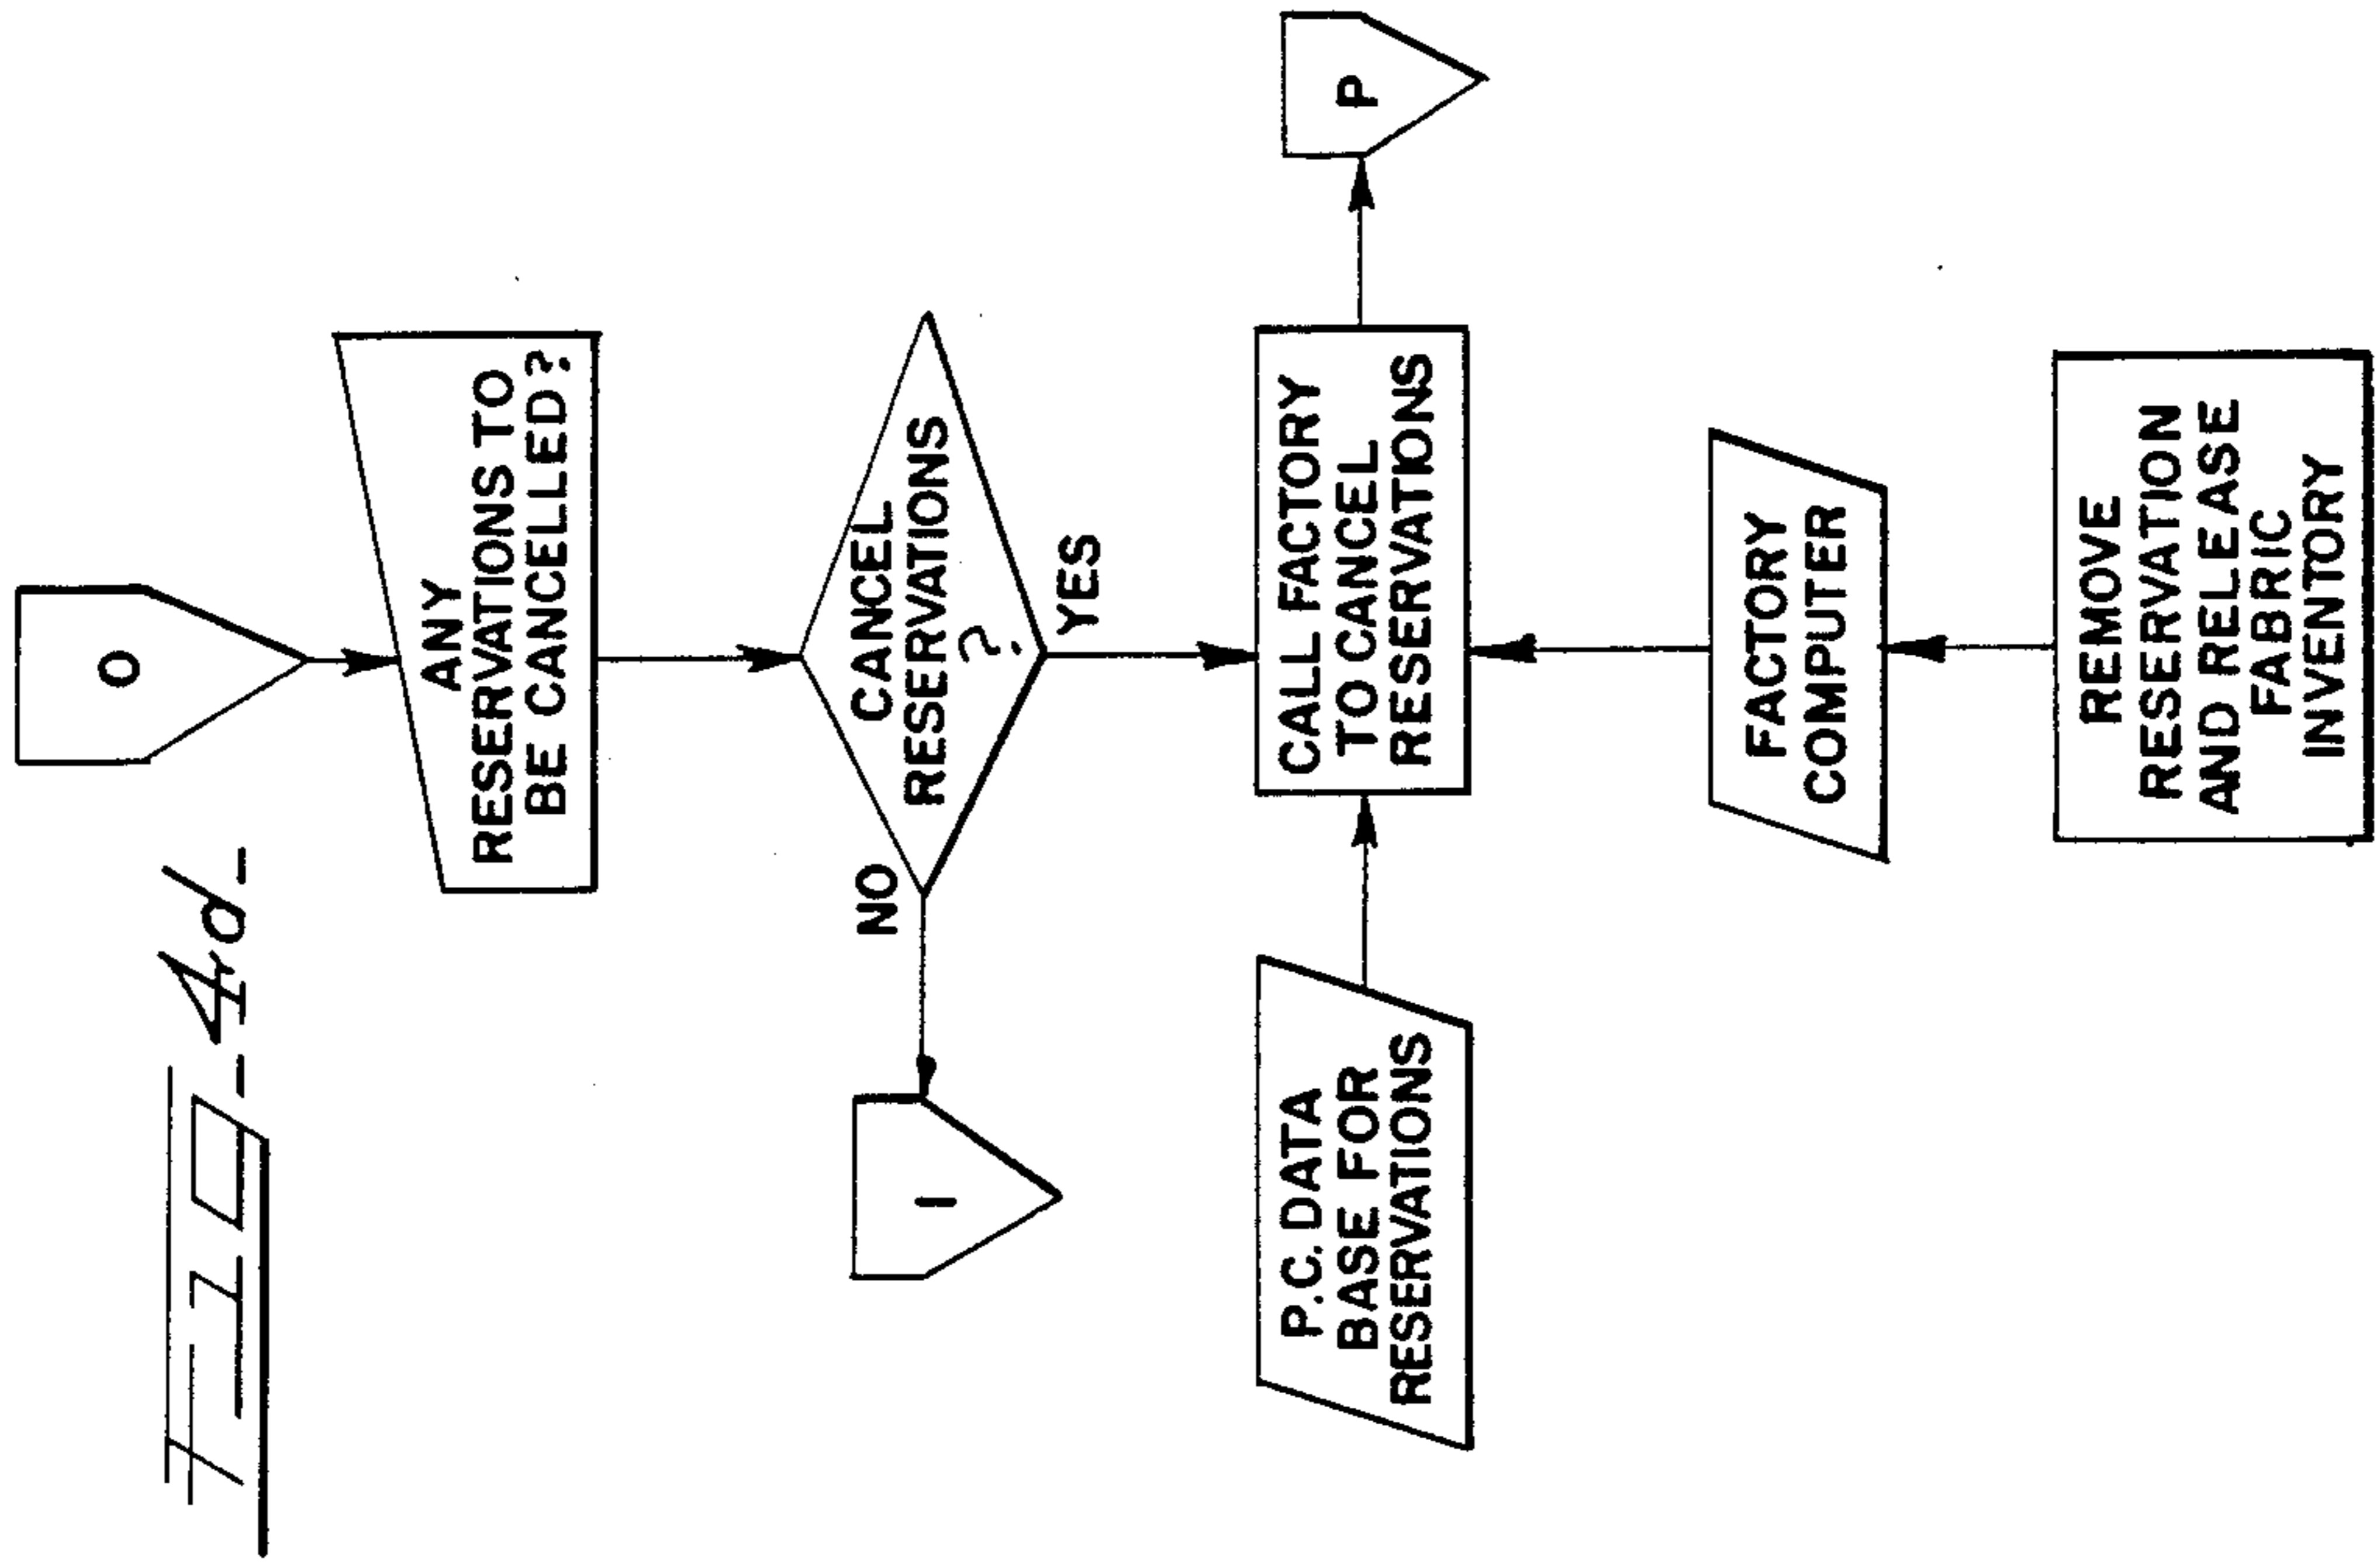 FIG-4d-
O
ANY
RESERVATIONS TO
BE CANCELLED?
CANCEL
RESERVATIONS
?
NO
YES
I
P.C. DATA
BASE FOR
RESERVATIONS
CALL FACTORY
TO CANCEL
RESERVATIONS
P
FACTORY
COMPUTER
REMOVE
RESERVATION
AND RELEASE
FABRIC
INVENTORY